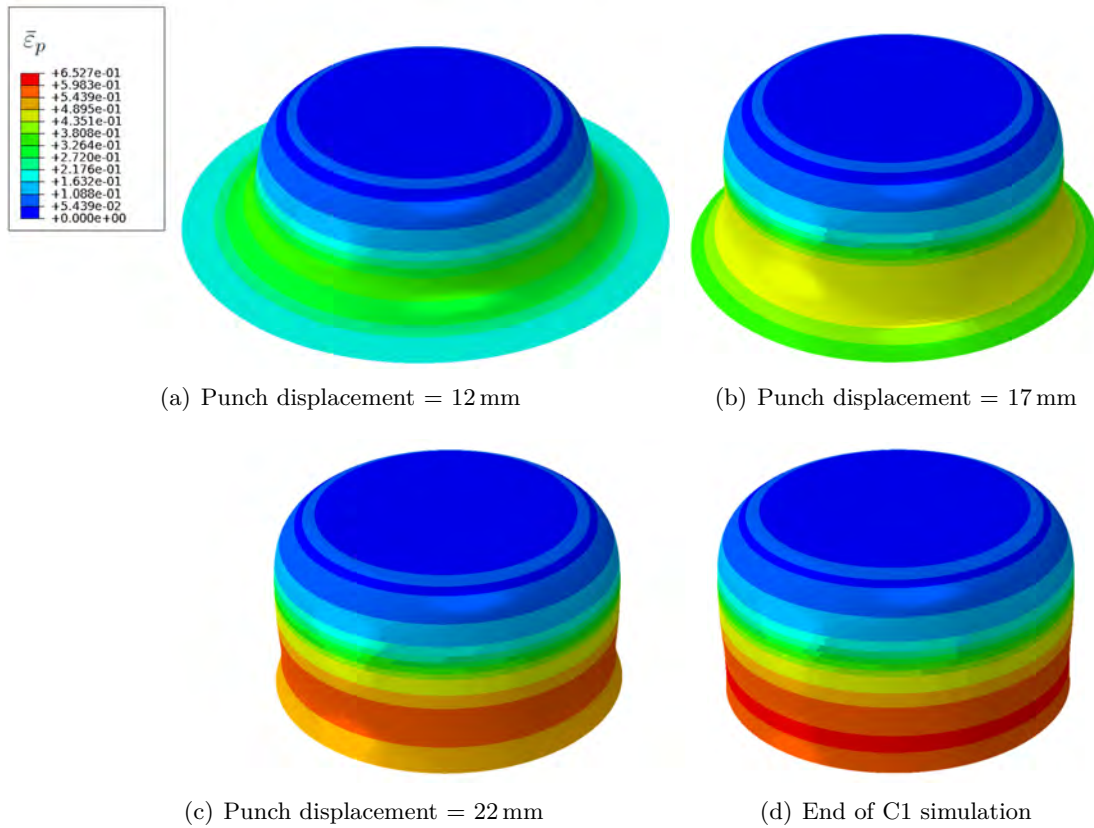 ε̄ₚ
+6.527e-01
+5.983e-01
+5.439e-01
+4.895e-01
+4.351e-01
+3.808e-01
+3.264e-01
+2.720e-01
+2.176e-01
+1.632e-01
+1.088e-01
+5.439e-02
+0.000e+00
(a) Punch displacement = 12 mm
(b) Punch displacement = 17 mm
(c) Punch displacement = 22 mm
(d) End of C1 simulation